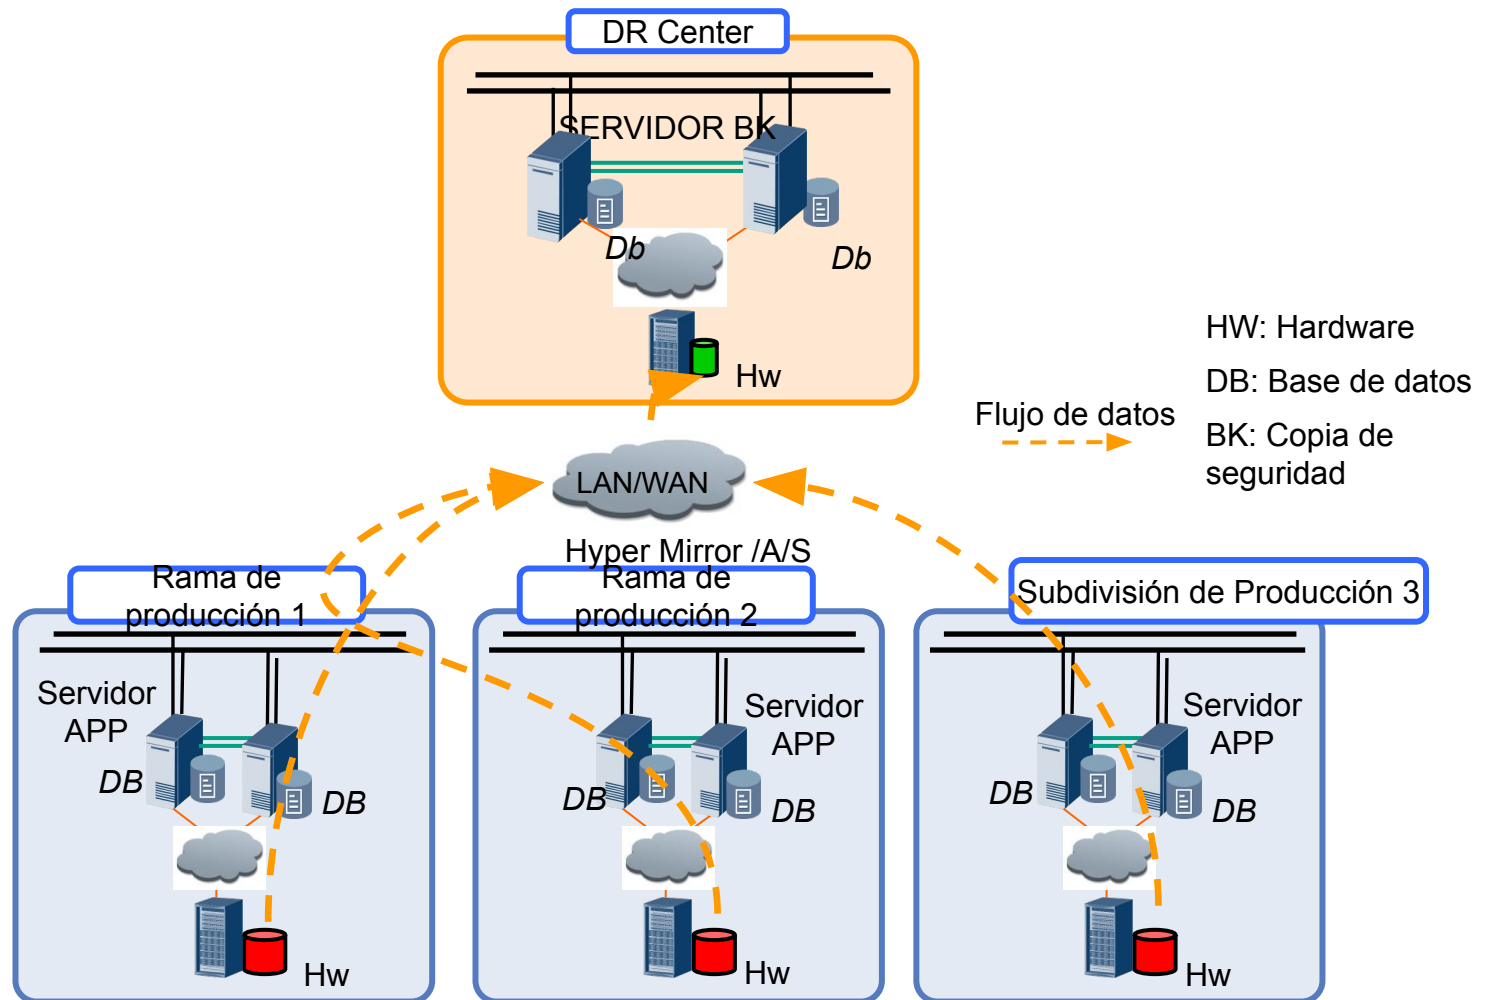 DR Center
SERVIDOR BK
Db
Db
Hw
HW: Hardware
DB: Base de datos
BK: Copia de
seguridad
Flujo de datos
LAN/WAN
Hyper Mirror /A/S
Rama de
producción 1
Servidor
APP
DB
DB
Hw
Rama de
producción 2
Servidor
APP
DB
DB
Hw
Subdivisión de Producción 3
Servidor
APP
DB
DB
Hw